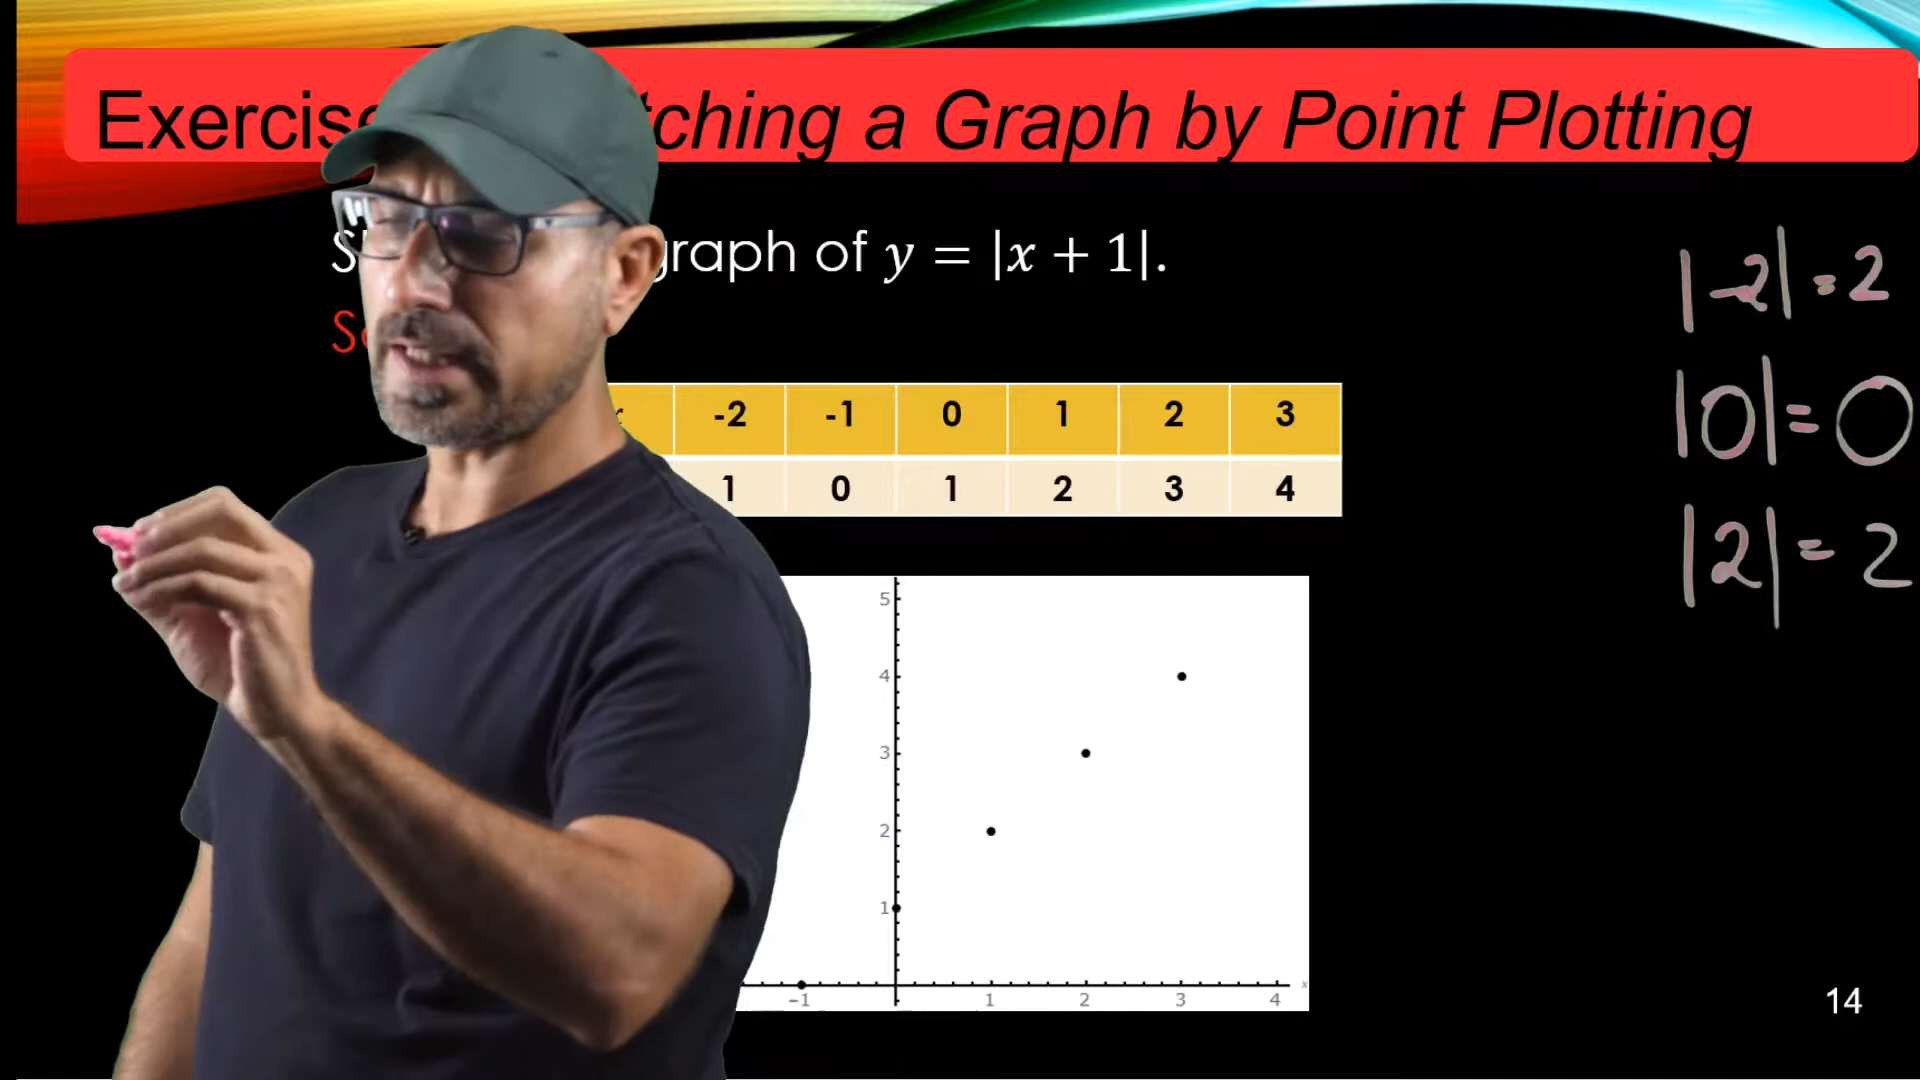 Exercis tching a Graph by Point Plotting
S graph of y = |x + 1|.
S
-2 -1 0 1 2 3
1 0 1 2 3 4
|-2| = 2
|0| = 0
|2| = 2
5
4
3
2
1
-1 1 2 3 4 x
14